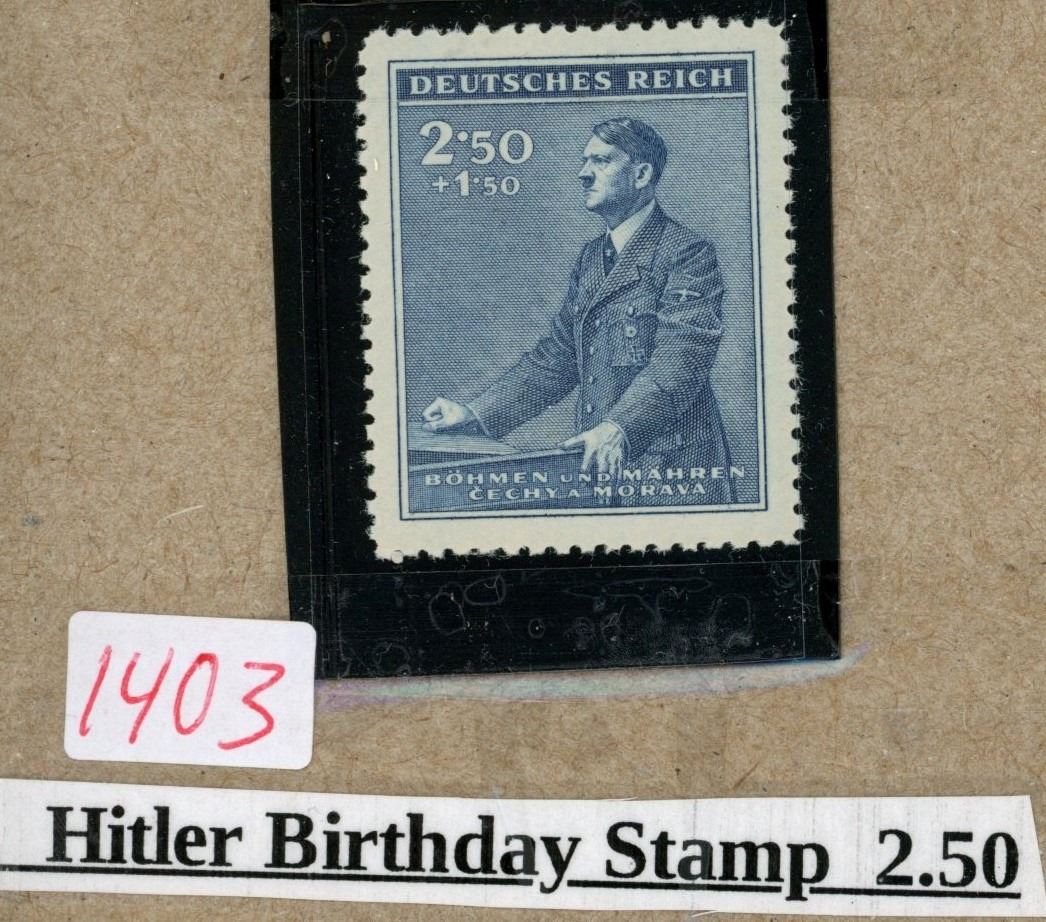 DEUTSCHES REICH
2·50
+1·50
BÖHMEN UND MÄHREN
ČECHY A MORAVA
1403
Hitler Birthday Stamp 2.50